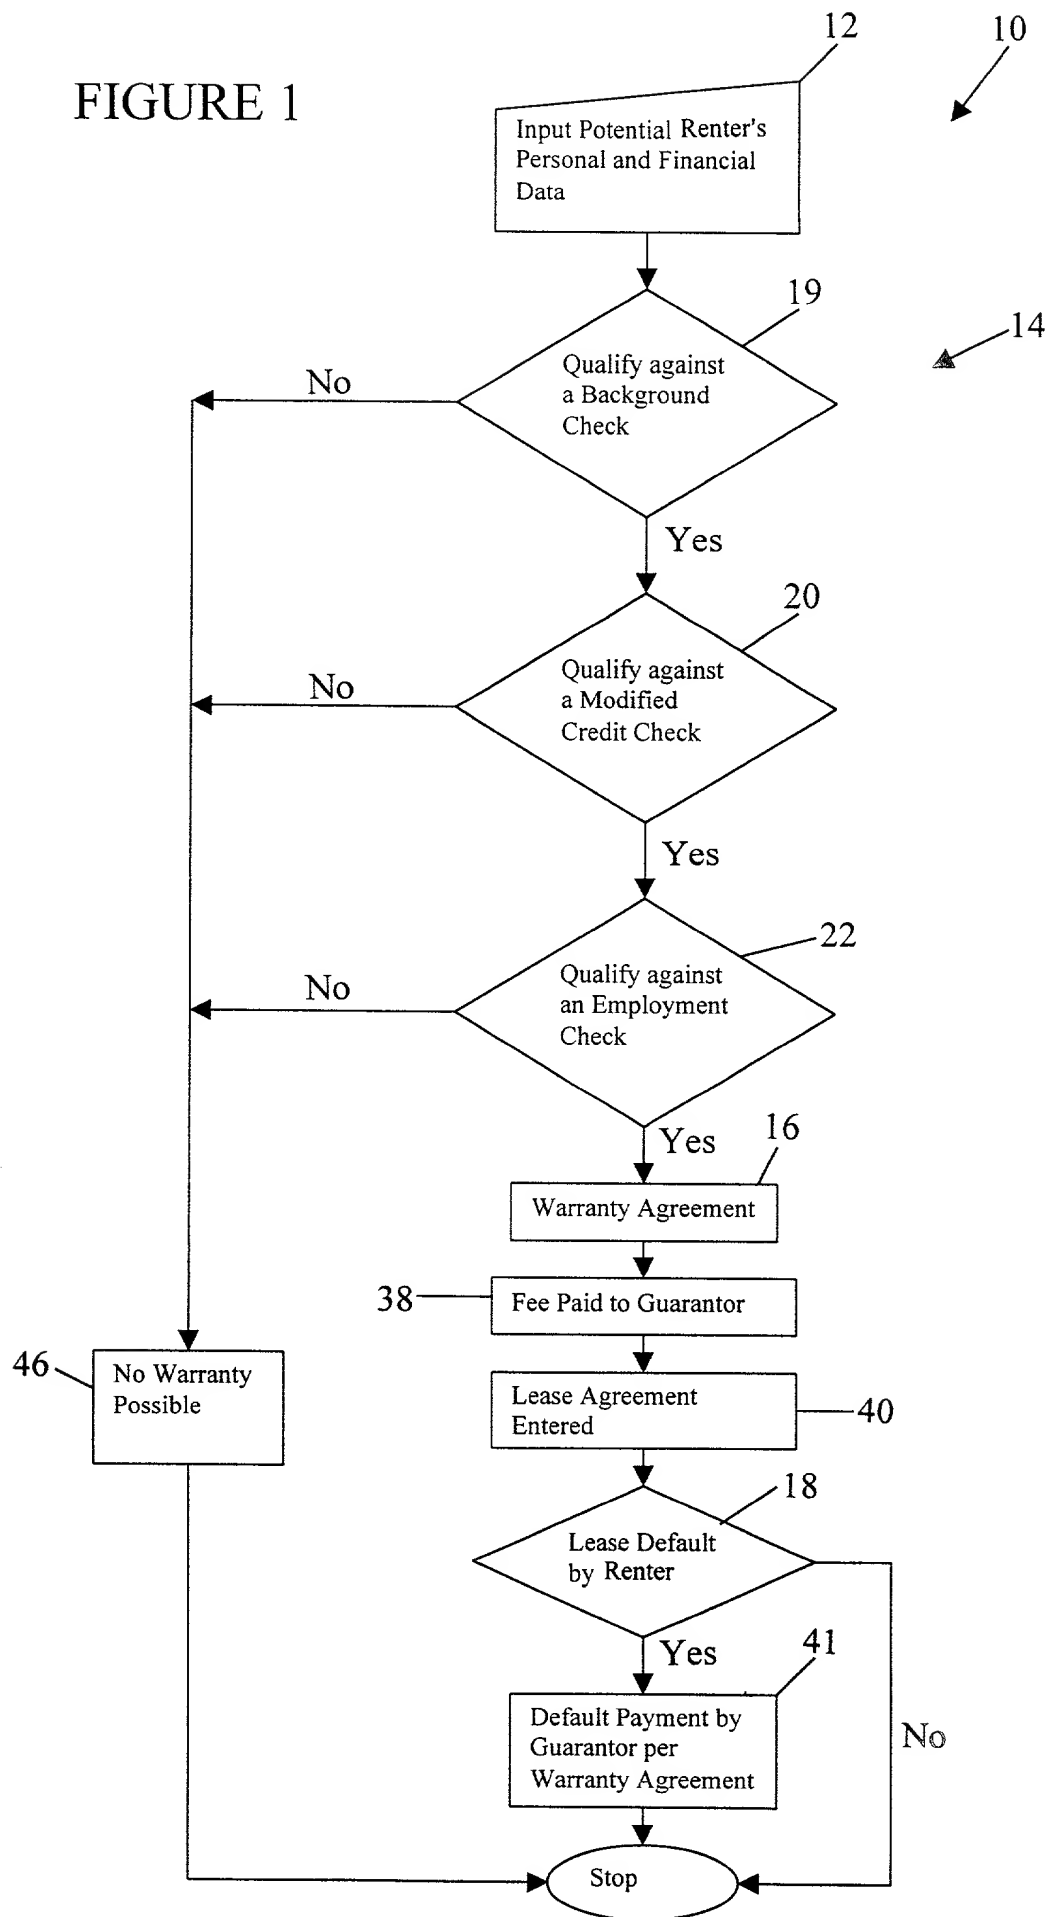 12
10
FIGURE 1
Input Potential Renter's
Personal and Financial
Data
19
14
Qualify against
a Background
Check
No
Yes
20
Qualify against
a Modified
Credit Check
No
Yes
22
Qualify against
an Employment
Check
No
Yes
16
Warranty Agreement
38
Fee Paid to Guarantor
46
No Warranty
Possible
Lease Agreement
Entered
40
18
Lease Default
by Renter
Yes
41
Default Payment by
Guarantor per
Warranty Agreement
No
Stop